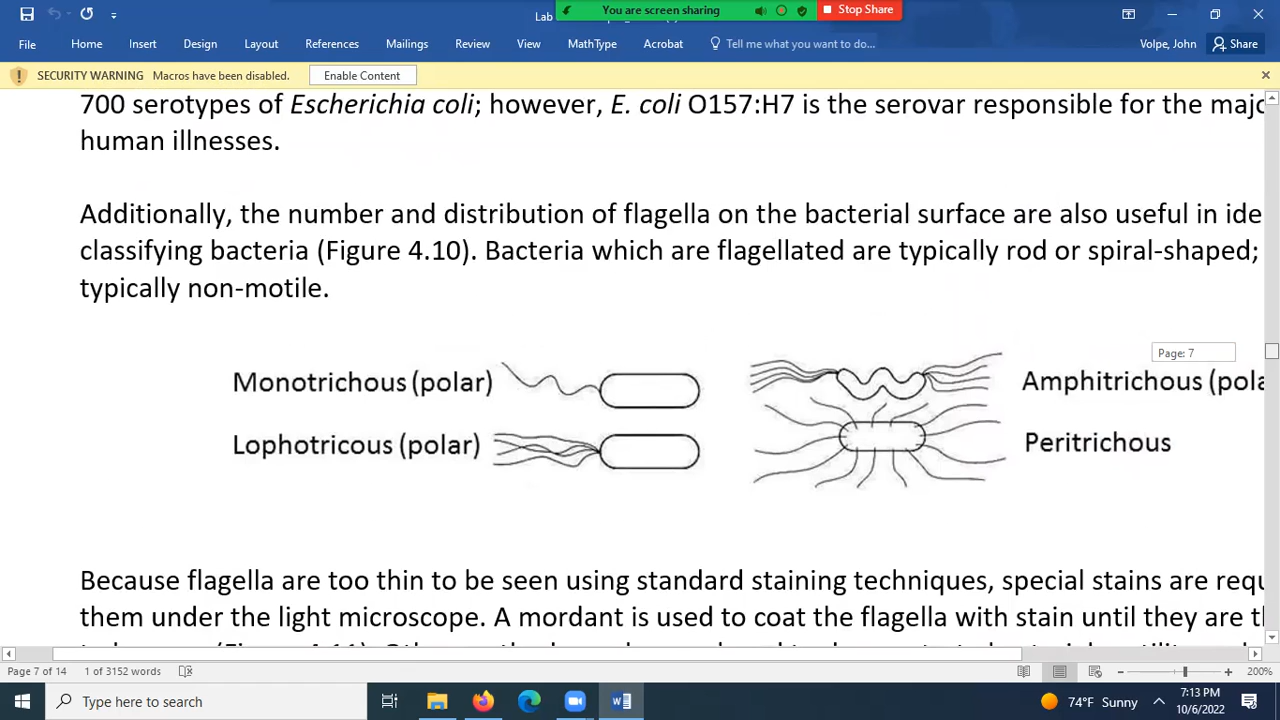 Lab
You are screen sharing
Stop Share
File
Home
Insert
Design
Layout
References
Mailings
Review
View
MathType
Acrobat
Tell me what you want to do...
Volpe, John
Share
SECURITY WARNING Macros have been disabled.
Enable Content
700 serotypes of Escherichia coli; however, E. coli O157:H7 is the serovar responsible for the majo
human illnesses.
Additionally, the number and distribution of flagella on the bacterial surface are also useful in ide
classifying bacteria (Figure 4.10). Bacteria which are flagellated are typically rod or spiral-shaped;
typically non-motile.
Page: 7
Monotrichous (polar)
Amphitrichous (pola
Lophotricous (polar)
Peritrichous
Because flagella are too thin to be seen using standard staining techniques, special stains are requ
them under the light microscope. A mordant is used to coat the flagella with stain until they are th
Page 7 of 14
1 of 3152 words
200%
Type here to search
74°F Sunny
7:13 PM
10/6/2022